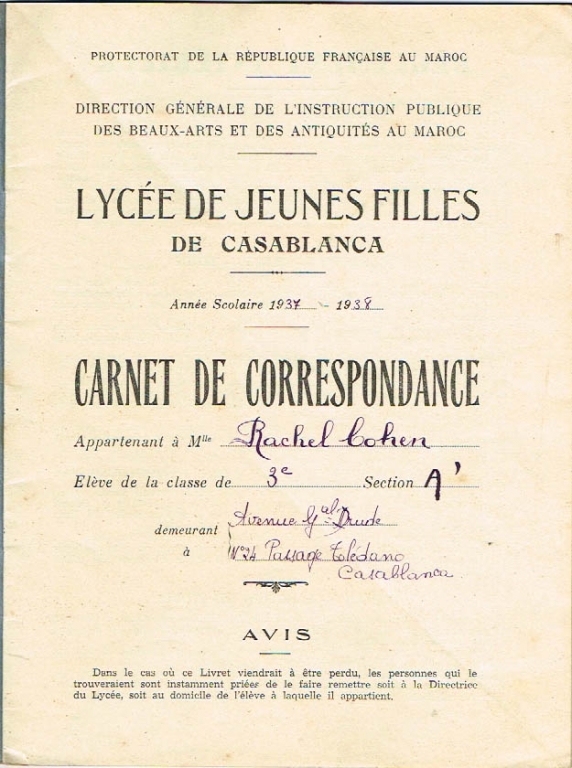 PROTECTORAT DE LA RÉPUBLIQUE FRANÇAISE AU MAROC
DIRECTION GÉNÉRALE DE L'INSTRUCTION PUBLIQUE
DES BEAUX-ARTS ET DES ANTIQUITÉS AU MAROC
LYCÉE DE JEUNES FILLES
DE CASABLANCA
Année Scolaire 1937 - 1938
CARNET DE CORRESPONDANCE
Appartenant à Mlle Rachel Cohen
Elève de la classe de 3e Section A'
demeurant Avenue Gal Drude
à N°24 Passage Tolédano
Casablanca
AVIS
Dans le cas où ce Livret viendrait à être perdu, les personnes qui le
trouveraient sont instamment priées de le faire remettre soit à la Directrice
du Lycée, soit au domicile de l'élève à laquelle il appartient.